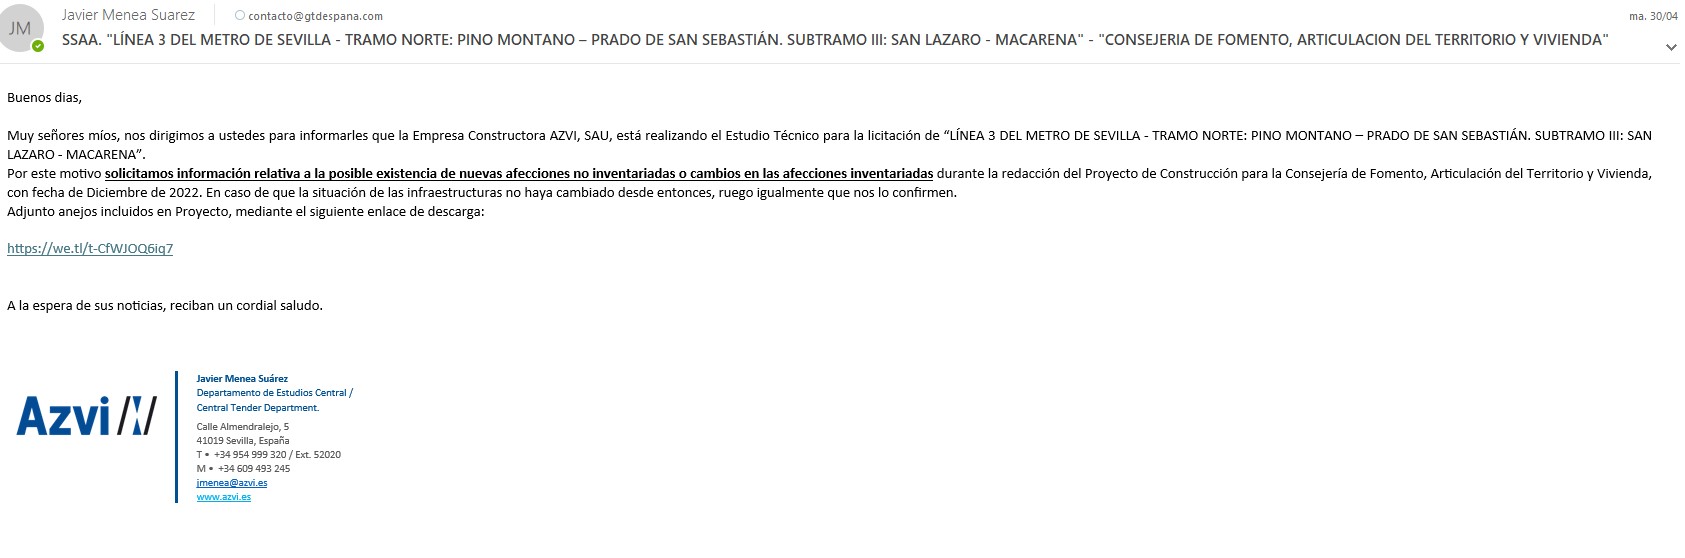 JM
Javier Menea Suarez
contacto@gtdespana.com
ma. 30/04
SSAA. "LÍNEA 3 DEL METRO DE SEVILLA - TRAMO NORTE: PINO MONTANO – PRADO DE SAN SEBASTIÁN. SUBTRAMO III: SAN LAZARO - MACARENA" - "CONSEJERIA DE FOMENTO, ARTICULACION DEL TERRITORIO Y VIVIENDA"
Buenos dias,
Muy señores míos, nos dirigimos a ustedes para informarles que la Empresa Constructora AZVI, SAU, está realizando el Estudio Técnico para la licitación de “LÍNEA 3 DEL METRO DE SEVILLA - TRAMO NORTE: PINO MONTANO – PRADO DE SAN SEBASTIÁN. SUBTRAMO III: SAN
LAZARO - MACARENA”.
Por este motivo solicitamos información relativa a la posible existencia de nuevas afecciones no inventariadas o cambios en las afecciones inventariadas durante la redacción del Proyecto de Construcción para la Consejería de Fomento, Articulación del Territorio y Vivienda,
con fecha de Diciembre de 2022. En caso de que la situación de las infraestructuras no haya cambiado desde entonces, ruego igualmente que nos lo confirmen.
Adjunto anejos incluidos en Proyecto, mediante el siguiente enlace de descarga:
https://we.tl/t-CfWJOQ6iq7
A la espera de sus noticias, reciban un cordial saludo.
Azvi
Javier Menea Suárez
Departamento de Estudios Central /
Central Tender Department.
Calle Almendralejo, 5
41019 Sevilla, España
T • +34 954 999 320 / Ext. 52020
M • +34 609 493 245
jmenea@azvi.es
www.azvi.es